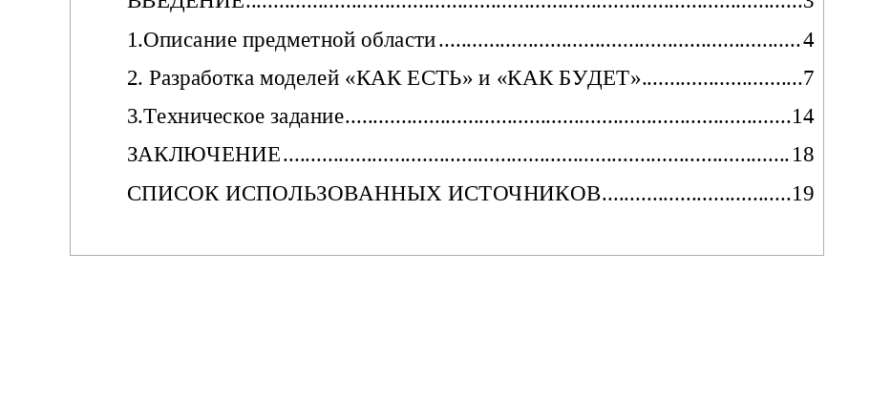 ВВЕДЕНИЕ....................................................................................................3
1.Описание предметной области.................................................................4
2. Разработка моделей «КАК ЕСТЬ» и «КАК БУДЕТ».............................7
3.Техническое задание................................................................................14
ЗАКЛЮЧЕНИЕ...........................................................................................18
СПИСОК ИСПОЛЬЗОВАННЫХ ИСТОЧНИКОВ..................................19